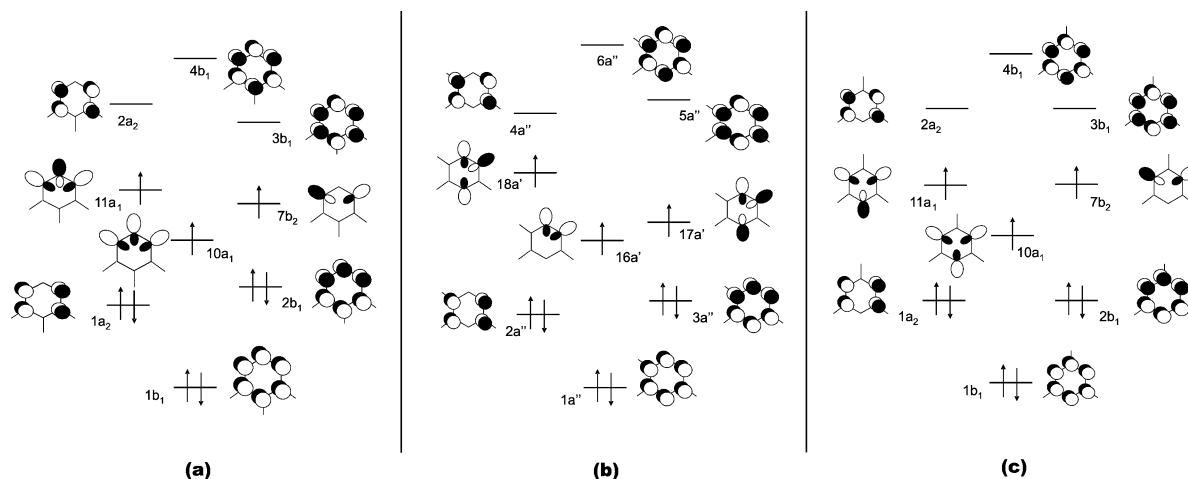 4b₁
2a₂
3b₁
11a₁
7b₂
10a₁
1a₂
2b₁
1b₁
(a)
6a''
4a''
5a''
18a'
17a'
16a'
2a''
3a''
1a''
(b)
4b₁
2a₂
3b₁
11a₁
7b₂
10a₁
1a₂
2b₁
1b₁
(c)